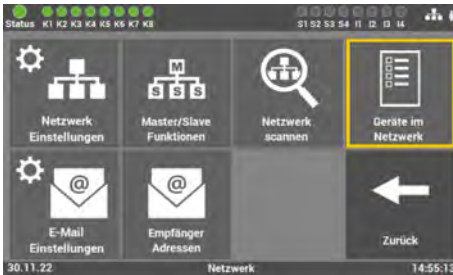 Status K1 K2 K3 K4 K5 K6 K7 K8 S1 S2 S3 S4 I1 I2 I3 I4
M
S S S
Netzwerk Einstellungen
Master/Slave Funktionen
Netzwerk scannen
Geräte im Netzwerk
@
@
E-Mail Einstellungen
Empfänger Adressen
Zurück
30.11.22 Netzwerk 14:55:13